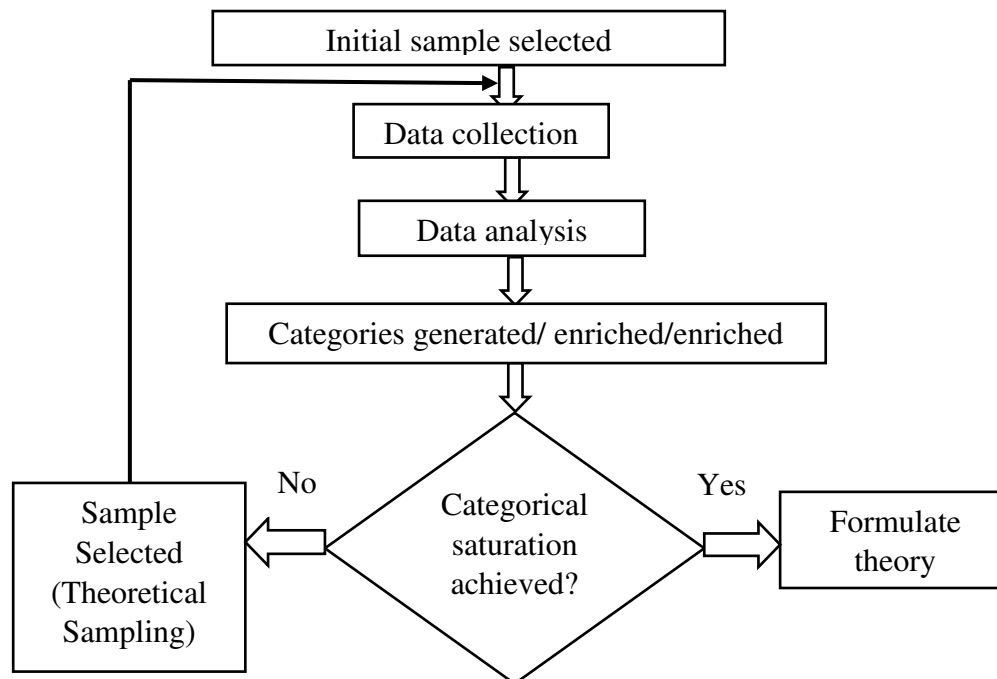 Initial sample selected
Data collection
Data analysis
Categories generated/ enriched/enriched
No
Yes
Sample
Selected
(Theoretical
Sampling)
Categorical
saturation
achieved?
Formulate
theory